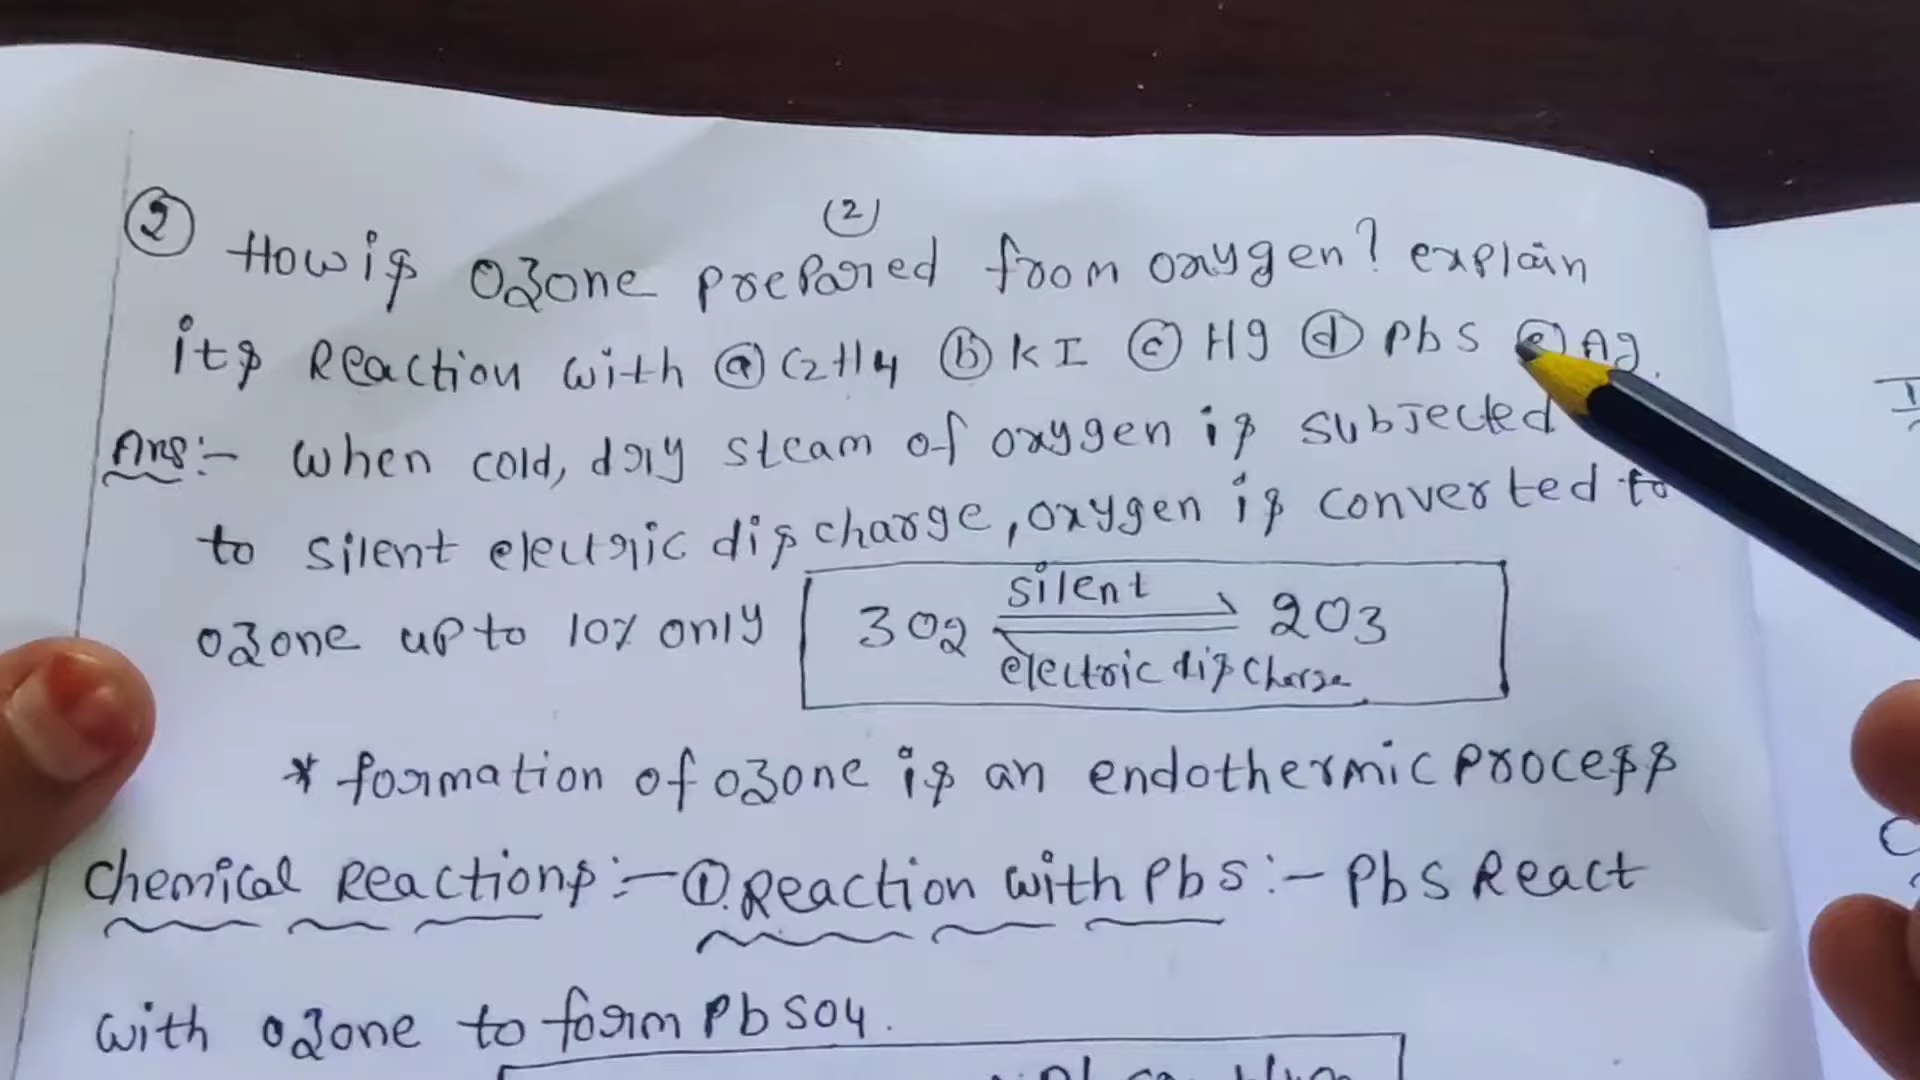 (2)
② How is ozone prepared from oxygen? explain
its Reaction with ⓐ C2H4 ⓑ KI ⓒ Hg ⓓ PbS ⓔ Ag.
Ans:- When cold, dry steam of oxygen is subjected
to silent electric discharge, oxygen is converted to
ozone up to 10% only
silent
3O2 ⇌ 2O3
electric discharge
* formation of ozone is an endothermic process
Chemical Reactions:- ①. Reaction with Pbs:- PbS React
with ozone to form PbSO4.